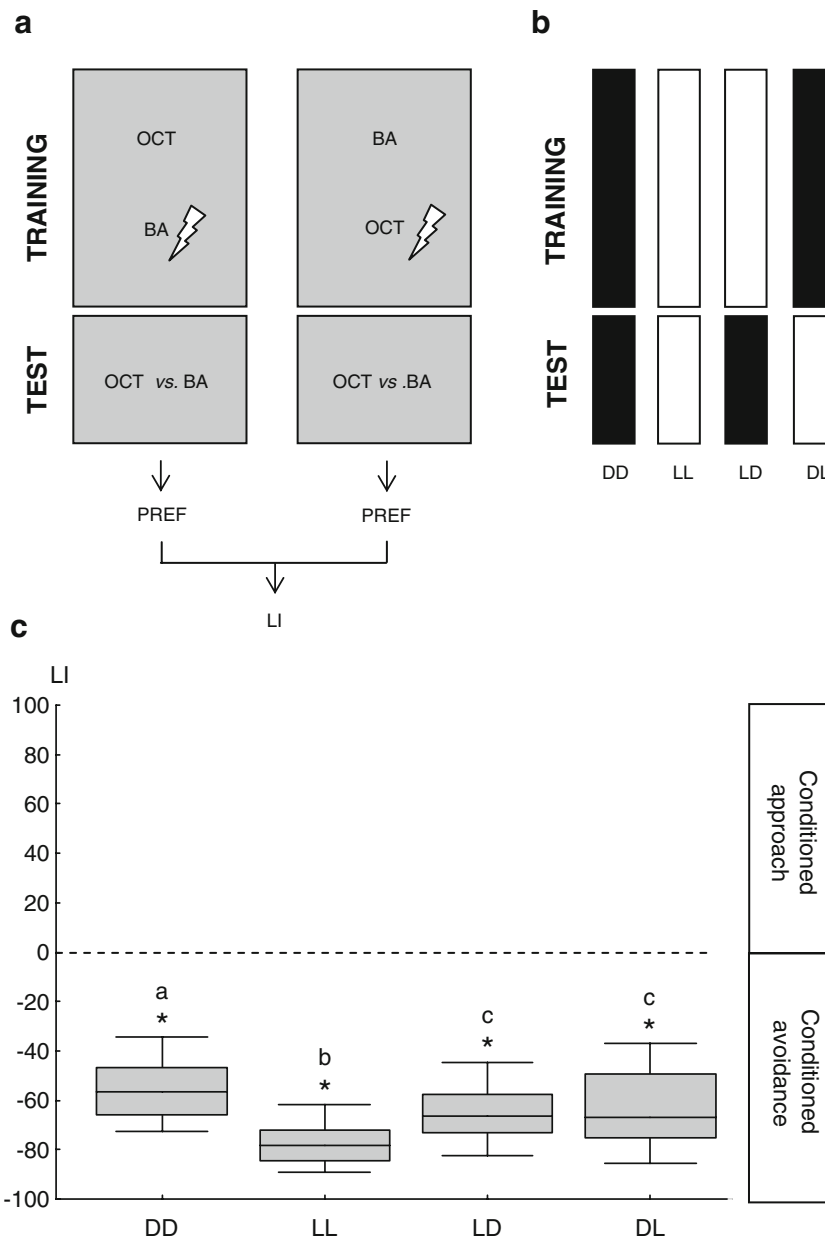 a
b
TRAINING
OCT
BA
BA
OCT
TRAINING
TEST
OCT vs. BA
OCT vs .BA
TEST
DD LL LD DL
PREF
PREF
LI
c
LI
100
80
60
40
20
0
-20
-40
-60
-80
-100
a
*
b
*
c
*
c
*
DD LL LD DL
Conditioned
approach
Conditioned
avoidance